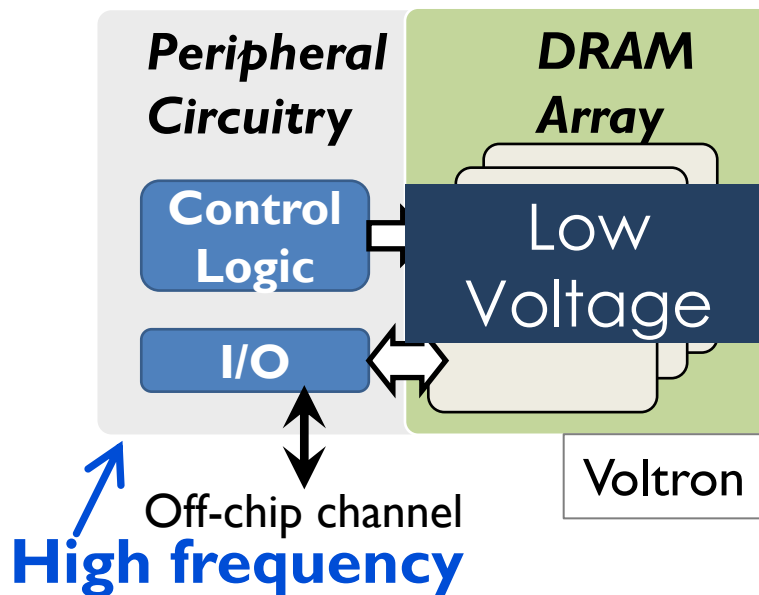 Peripheral
Circuitry
DRAM
Array
Control
Logic
Low
Voltage
I/O
Voltron
Off-chip channel
High frequency